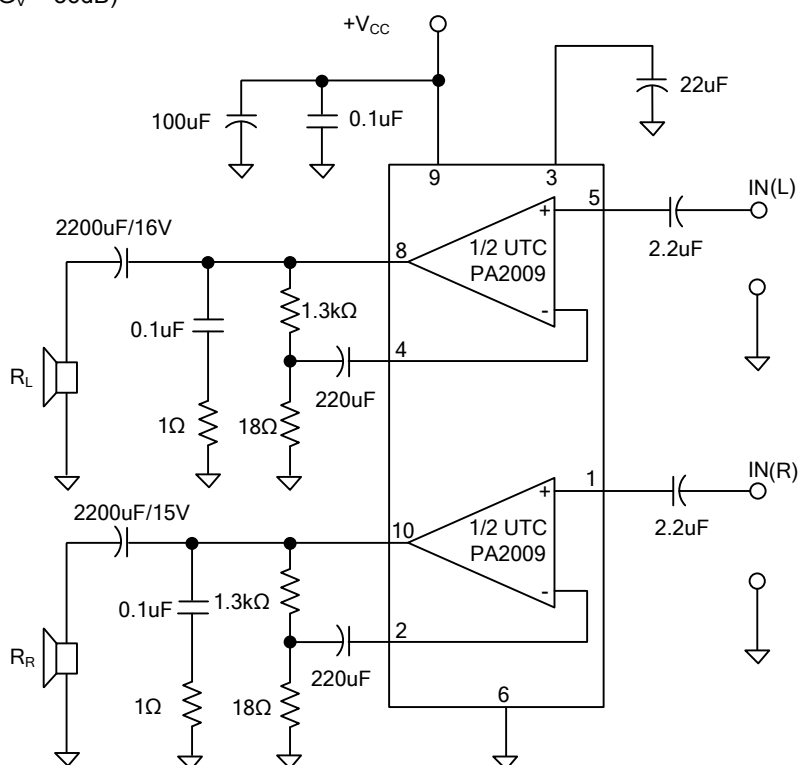 +VCC
100uF
0.1uF
22uF
9
3
5
IN(L)
2.2uF
2200uF/16V
8
+
1/2 UTC
PA2009
-
1.3kΩ
0.1uF
4
220uF
RL
1Ω
18Ω
1
IN(R)
2.2uF
2200uF/15V
10
+
1/2 UTC
PA2009
-
0.1uF
1.3kΩ
2
220uF
RR
1Ω
18Ω
6